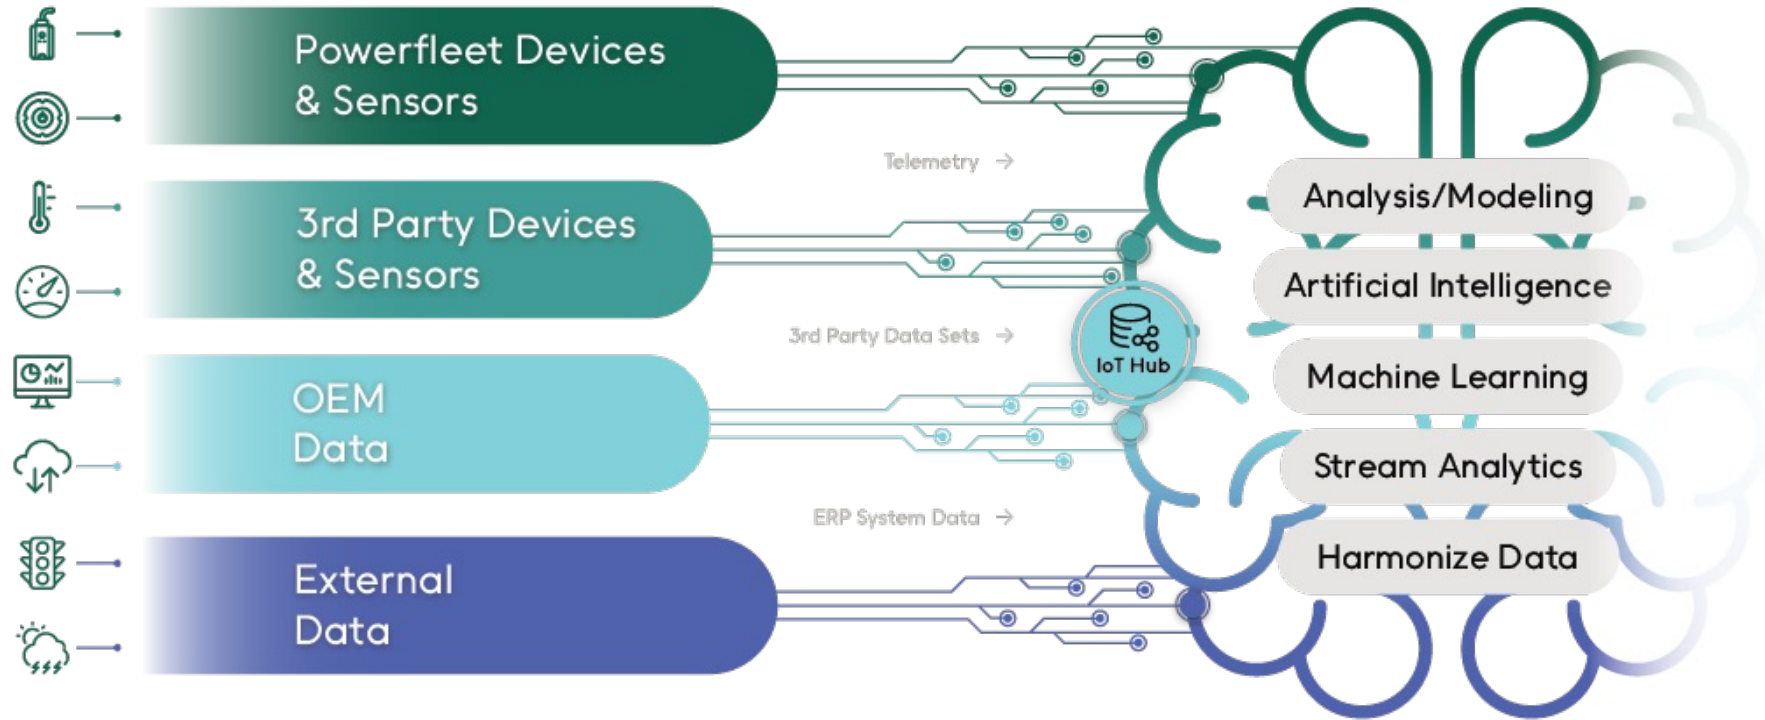 Powerfleet Devices
& Sensors
Telemetry →
3rd Party Devices
& Sensors
3rd Party Data Sets →
OEM
Data
ERP System Data →
External
Data
IoT Hub
Analysis/Modeling
Artificial Intelligence
Machine Learning
Stream Analytics
Harmonize Data